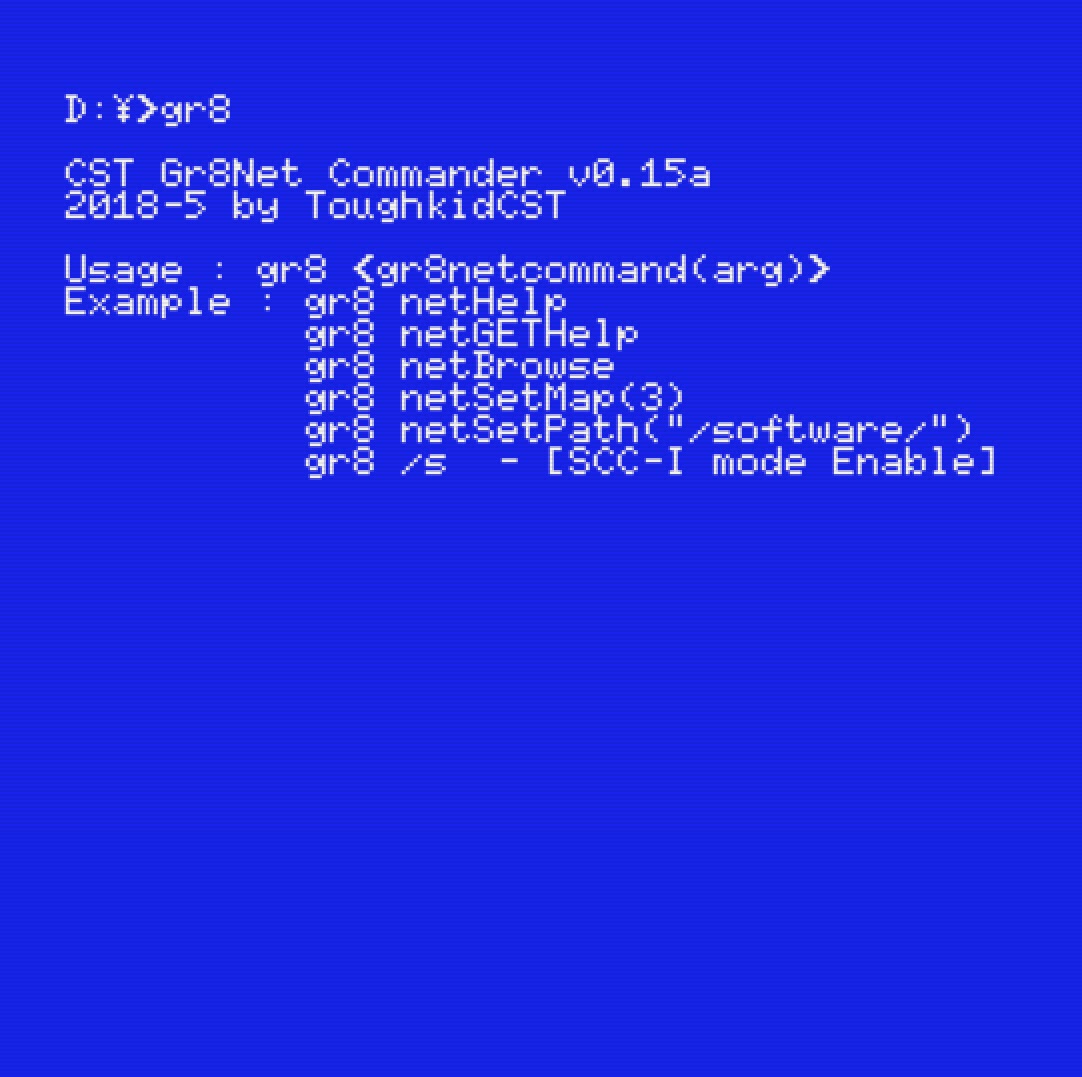 D:¥>gr8
CST Gr8Net Commander v0.15a
2018-5 by ToughkidCST
Usage : gr8 <gr8netcommand(arg)>
Example : gr8 netHelp
gr8 netGETHelp
gr8 netBrowse
gr8 netSetMap(3)
gr8 netSetPath("/software/")
gr8 /s  - [SCC-I mode Enable]